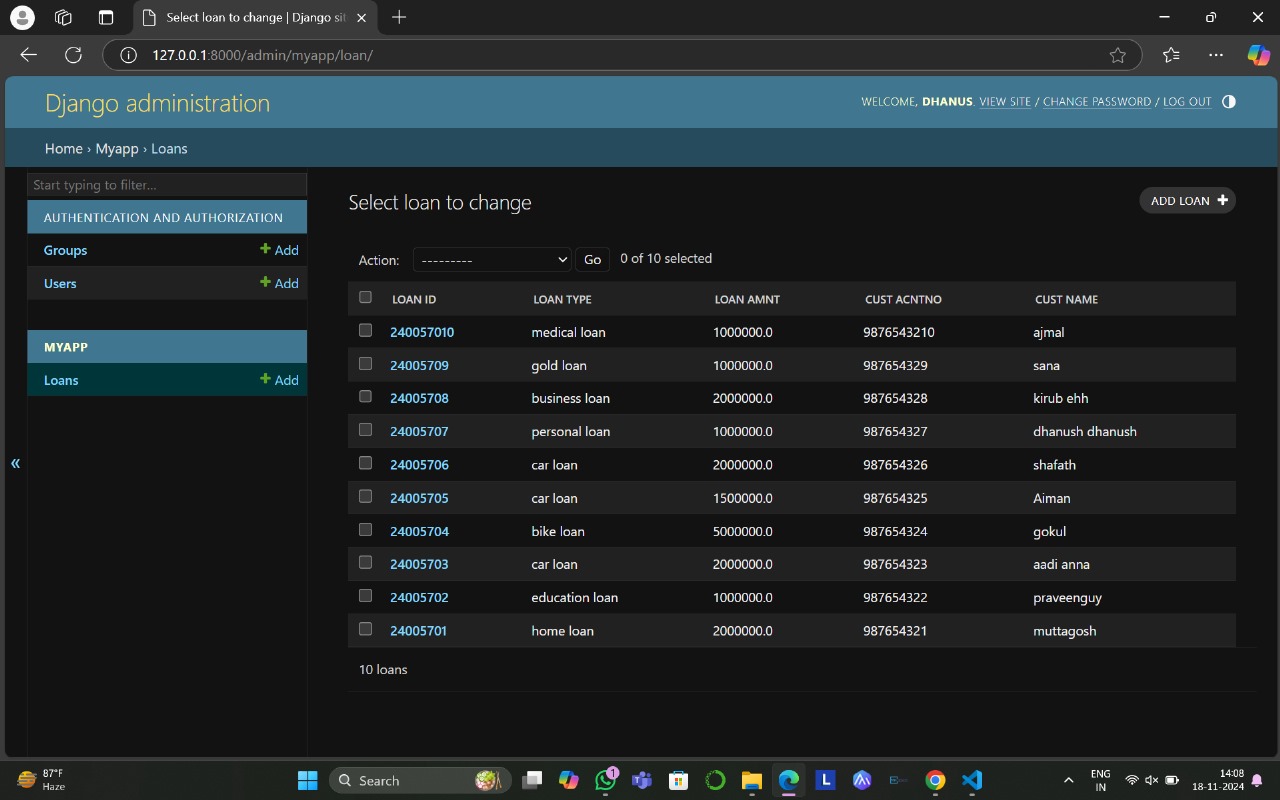 Select loan to change | Django sit
127.0.0.1:8000/admin/myapp/loan/
Django administration
WELCOME, DHANUS. VIEW SITE / CHANGE PASSWORD / LOG OUT
Home › Myapp › Loans
Start typing to filter...
AUTHENTICATION AND AUTHORIZATION
Groups + Add
Users + Add
MYAPP
Loans + Add
«
Select loan to change
ADD LOAN +
Action: --------- Go 0 of 10 selected
LOAN ID LOAN TYPE LOAN AMNT CUST ACNTNO CUST NAME
240057010 medical loan 1000000.0 9876543210 ajmal
24005709 gold loan 1000000.0 987654329 sana
24005708 business loan 2000000.0 987654328 kirub ehh
24005707 personal loan 1000000.0 987654327 dhanush dhanush
24005706 car loan 2000000.0 987654326 shafath
24005705 car loan 1500000.0 987654325 Aiman
24005704 bike loan 5000000.0 987654324 gokul
24005703 car loan 2000000.0 987654323 aadi anna
24005702 education loan 1000000.0 987654322 praveenguy
24005701 home loan 2000000.0 987654321 muttagosh
10 loans
87°F
Haze
Search
1
L
ENG
IN
14:08
18-11-2024